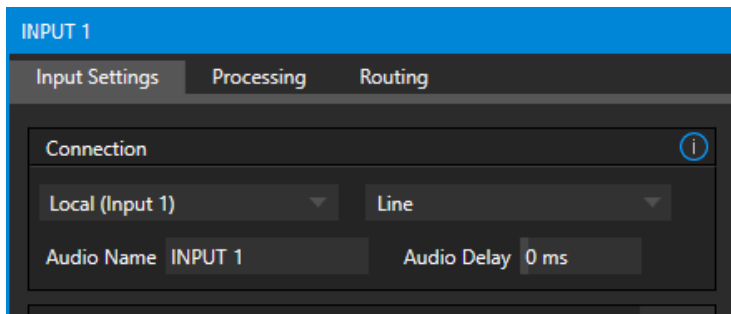 INPUT 1
Input Settings Processing Routing
Connection i
Local (Input 1) Line
Audio Name INPUT 1 Audio Delay 0 ms